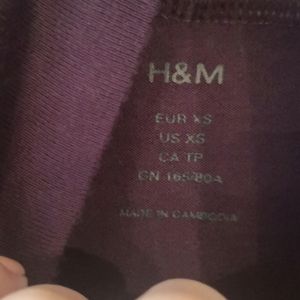 H&M
EUR XS
US XS
CA TP
CN 165/80A
MADE IN CAMBODIA